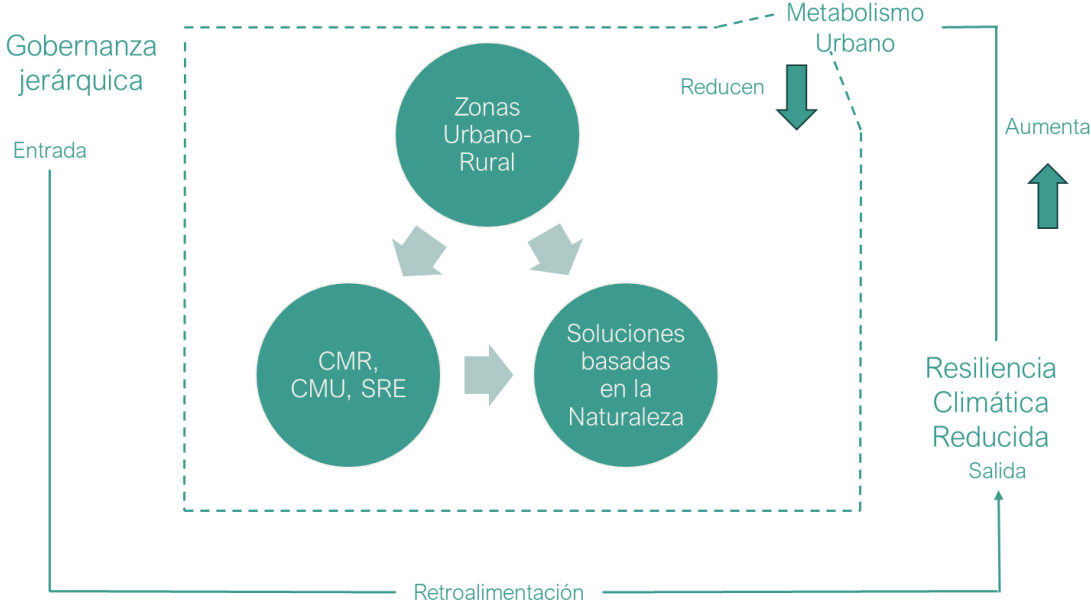 Gobernanza
jerárquica
Entrada
Metabolismo
Urbano
Reducen
Aumenta
Zonas
Urbano-
Rural
CMR,
CMU, SRE
Soluciones
basadas
en la
Naturaleza
Resiliencia
Climática
Reducida
Salida
Retroalimentación